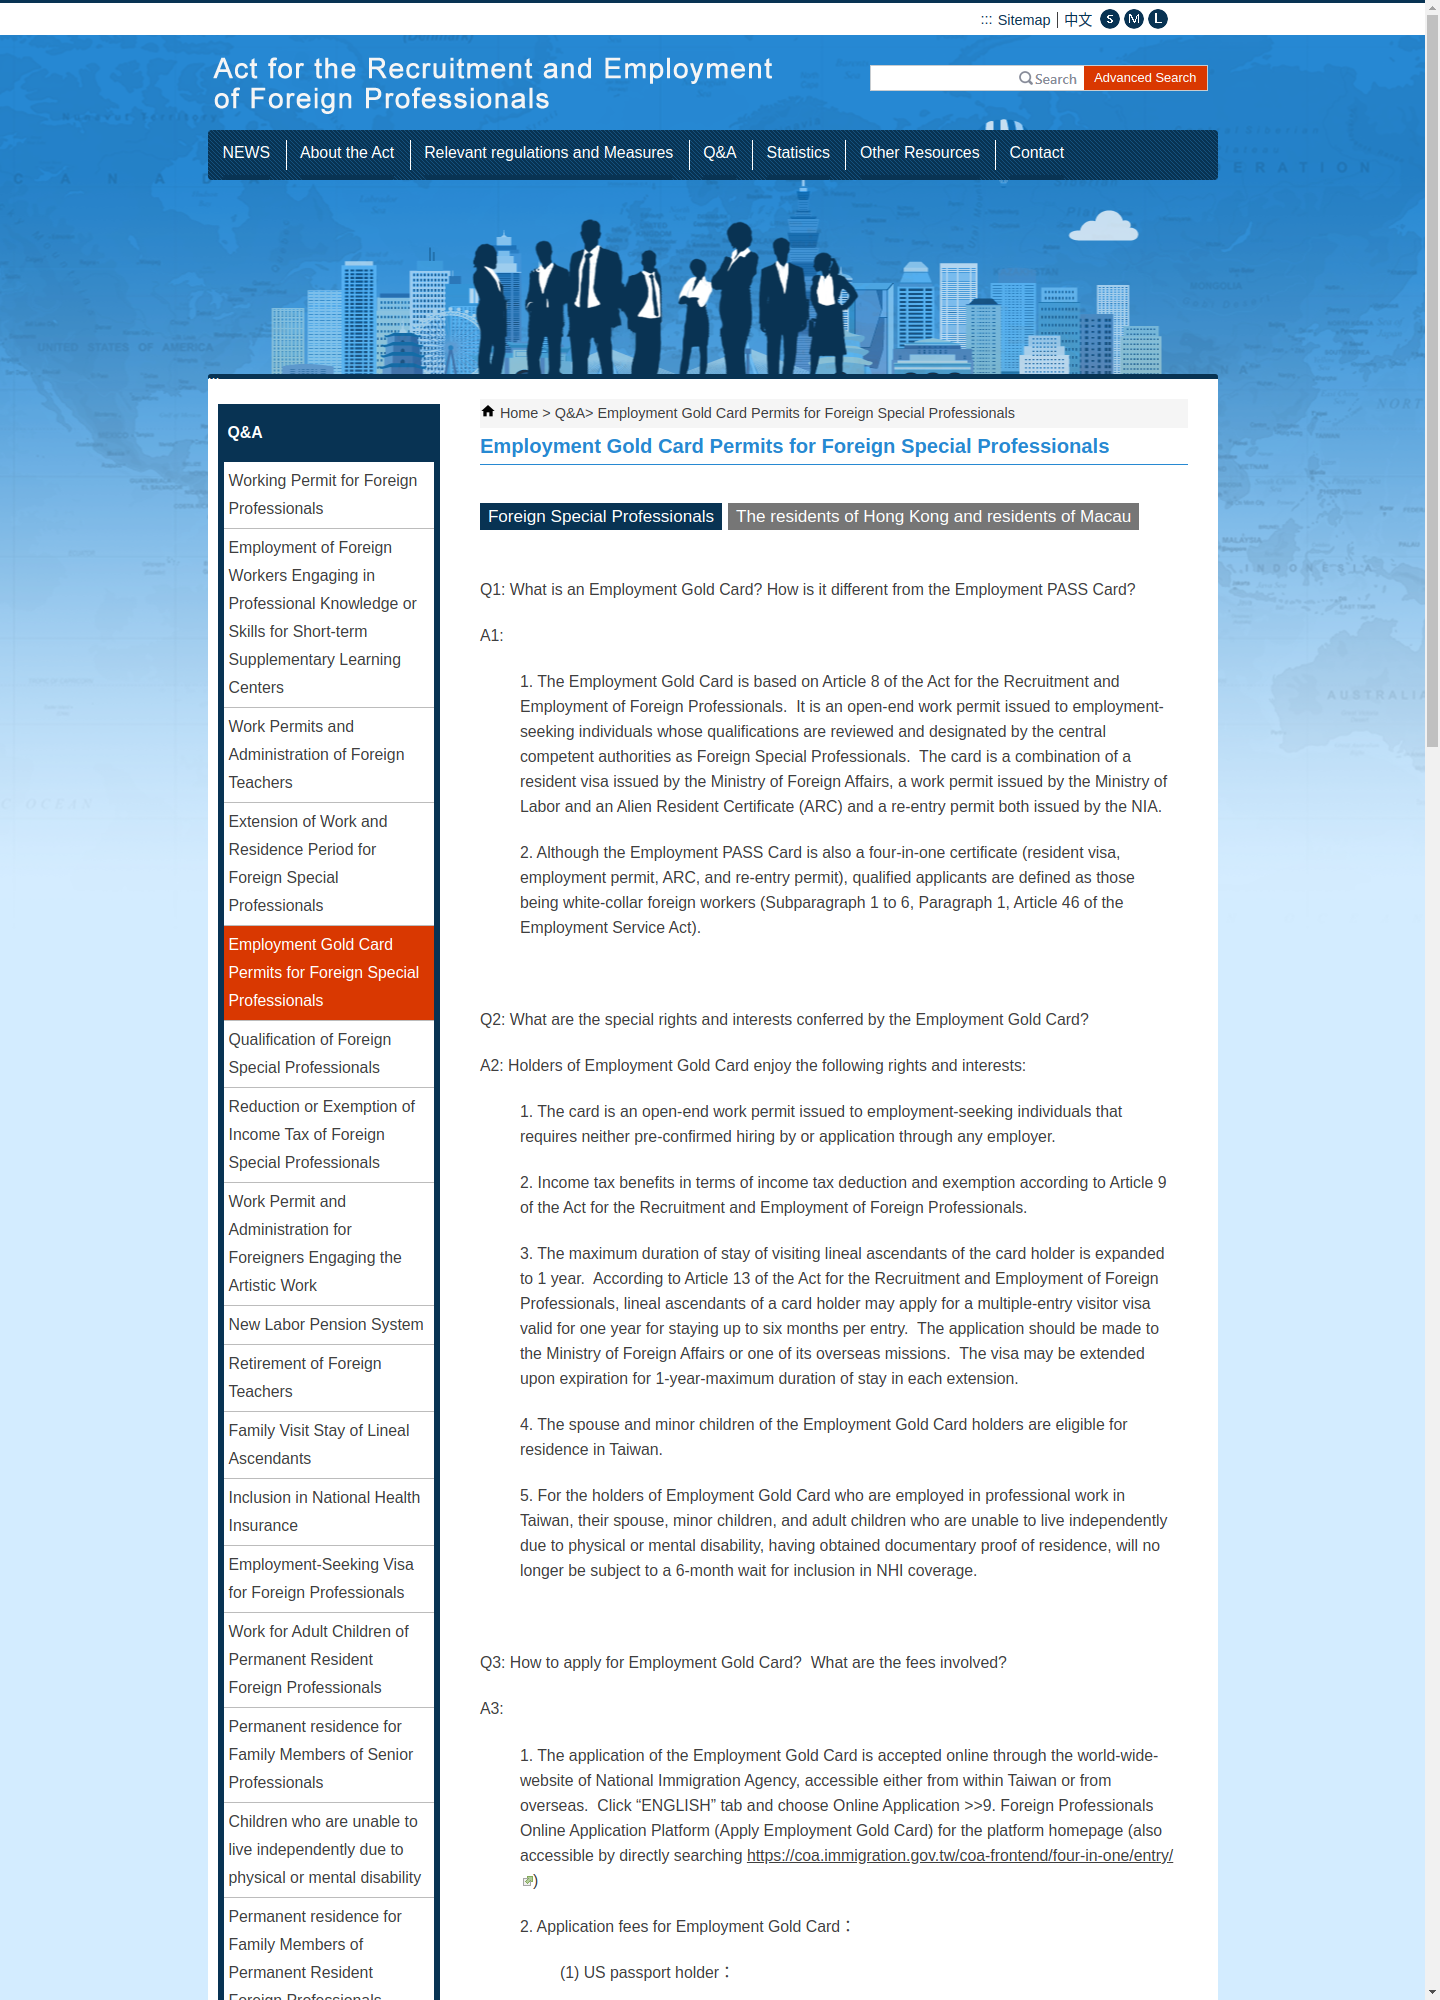 ::: Sitemap 中文 S M L
Act for the Recruitment and Employment
of Foreign Professionals
Search Advanced Search
NEWS About the Act Relevant regulations and Measures Q&A Statistics Other Resources Contact
Q&A
Working Permit for Foreign
Professionals
Employment of Foreign
Workers Engaging in
Professional Knowledge or
Skills for Short-term
Supplementary Learning
Centers
Work Permits and
Administration of Foreign
Teachers
Extension of Work and
Residence Period for
Foreign Special
Professionals
Employment Gold Card
Permits for Foreign Special
Professionals
Qualification of Foreign
Special Professionals
Reduction or Exemption of
Income Tax of Foreign
Special Professionals
Work Permit and
Administration for
Foreigners Engaging the
Artistic Work
New Labor Pension System
Retirement of Foreign
Teachers
Family Visit Stay of Lineal
Ascendants
Inclusion in National Health
Insurance
Employment-Seeking Visa
for Foreign Professionals
Work for Adult Children of
Permanent Resident
Foreign Professionals
Permanent residence for
Family Members of Senior
Professionals
Children who are unable to
live independently due to
physical or mental disability
Permanent residence for
Family Members of
Permanent Resident
Foreign Professionals
Home > Q&A> Employment Gold Card Permits for Foreign Special Professionals
Employment Gold Card Permits for Foreign Special Professionals
Foreign Special Professionals The residents of Hong Kong and residents of Macau
Q1: What is an Employment Gold Card? How is it different from the Employment PASS Card?
A1:
1. The Employment Gold Card is based on Article 8 of the Act for the Recruitment and
Employment of Foreign Professionals.  It is an open-end work permit issued to employment-
seeking individuals whose qualifications are reviewed and designated by the central
competent authorities as Foreign Special Professionals.  The card is a combination of a
resident visa issued by the Ministry of Foreign Affairs, a work permit issued by the Ministry of
Labor and an Alien Resident Certificate (ARC) and a re-entry permit both issued by the NIA.
2. Although the Employment PASS Card is also a four-in-one certificate (resident visa,
employment permit, ARC, and re-entry permit), qualified applicants are defined as those
being white-collar foreign workers (Subparagraph 1 to 6, Paragraph 1, Article 46 of the
Employment Service Act).
Q2: What are the special rights and interests conferred by the Employment Gold Card?
A2: Holders of Employment Gold Card enjoy the following rights and interests:
1. The card is an open-end work permit issued to employment-seeking individuals that
requires neither pre-confirmed hiring by or application through any employer.
2. Income tax benefits in terms of income tax deduction and exemption according to Article 9
of the Act for the Recruitment and Employment of Foreign Professionals.
3. The maximum duration of stay of visiting lineal ascendants of the card holder is expanded
to 1 year.  According to Article 13 of the Act for the Recruitment and Employment of Foreign
Professionals, lineal ascendants of a card holder may apply for a multiple-entry visitor visa
valid for one year for staying up to six months per entry.  The application should be made to
the Ministry of Foreign Affairs or one of its overseas missions.  The visa may be extended
upon expiration for 1-year-maximum duration of stay in each extension.
4. The spouse and minor children of the Employment Gold Card holders are eligible for
residence in Taiwan.
5. For the holders of Employment Gold Card who are employed in professional work in
Taiwan, their spouse, minor children, and adult children who are unable to live independently
due to physical or mental disability, having obtained documentary proof of residence, will no
longer be subject to a 6-month wait for inclusion in NHI coverage.
Q3: How to apply for Employment Gold Card?  What are the fees involved?
A3:
1. The application of the Employment Gold Card is accepted online through the world-wide-
website of National Immigration Agency, accessible either from within Taiwan or from
overseas.  Click “ENGLISH” tab and choose Online Application >>9. Foreign Professionals
Online Application Platform (Apply Employment Gold Card) for the platform homepage (also
accessible by directly searching https://coa.immigration.gov.tw/coa-frontend/four-in-one/entry/
)
2. Application fees for Employment Gold Card：
(1) US passport holder：